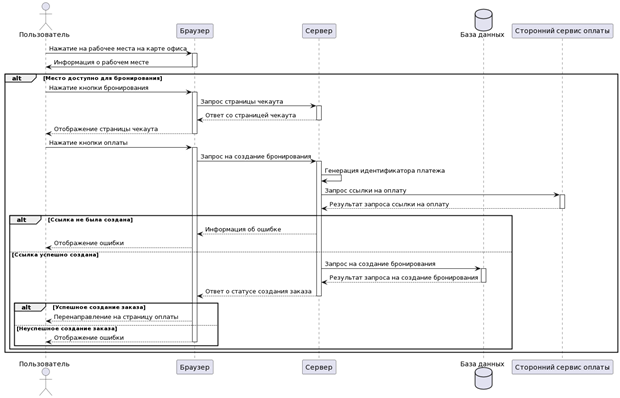 Пользователь
Браузер
Сервер
База данных
Сторонний сервис оплаты
Нажатие на рабочее места на карте офиса
Информация о рабочем месте
alt
[Место доступно для бронирования]
Нажатие кнопки бронирования
Запрос страницы чекаута
Ответ со страницей чекаута
Отображение страницы чекаута
Нажатие кнопки оплаты
Запрос на создание бронирования
Генерация идентификатора платежа
Запрос ссылки на оплату
Результат запроса ссылки на оплату
alt
[Ссылка не была создана]
Информация об ошибке
Отображение ошибки
[Ссылка успешно создана]
Запрос на создание бронирования
Результат запроса на создание бронирования
Ответ о статусе создания заказа
alt
[Успешное создание заказа]
Перенаправление на страницу оплаты
[Неуспешное создание заказа]
Отображение ошибки
Пользователь
Браузер
Сервер
База данных
Сторонний сервис оплаты